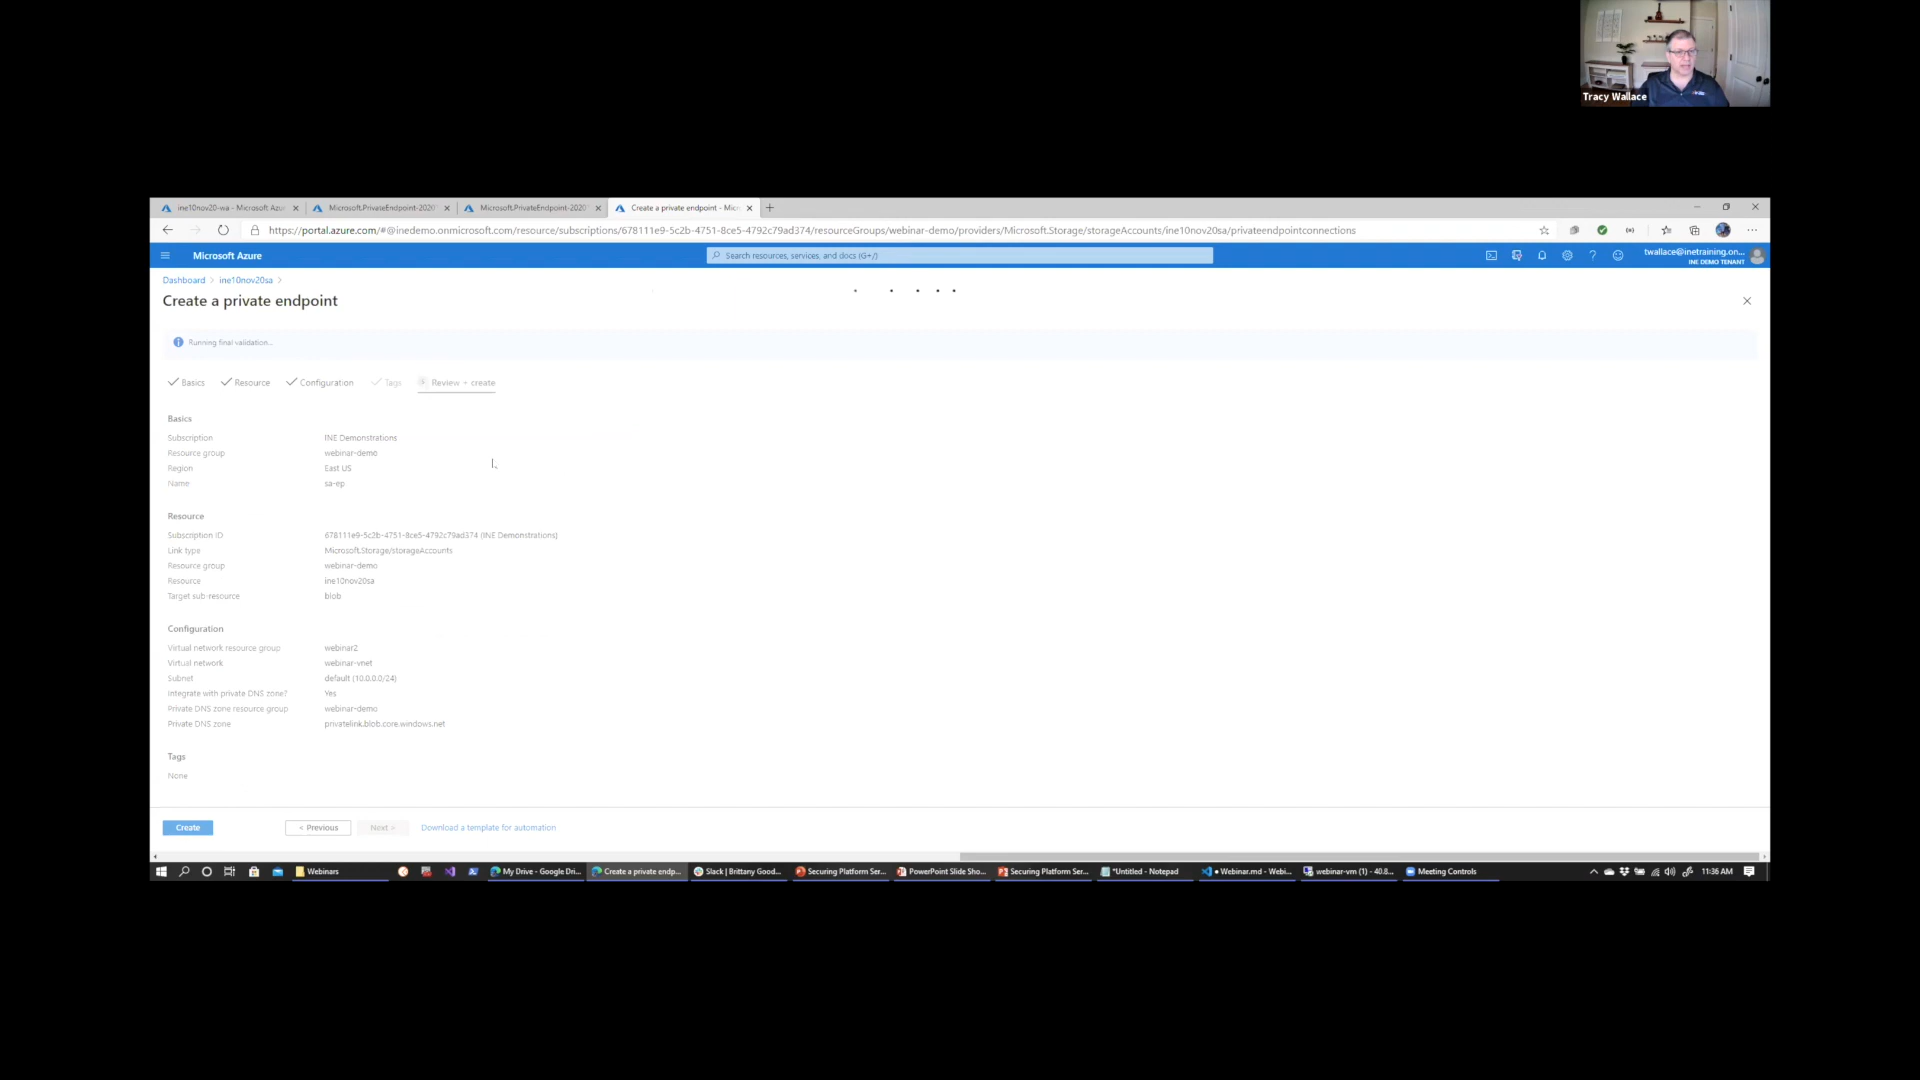 Tracy Wallace
ine10nov20-wa - Microsoft Azu
Microsoft.PrivateEndpoint-2020
Microsoft.PrivateEndpoint-2020
Create a private endpoint - Micr
https://portal.azure.com/#@inedemo.onmicrosoft.com/resource/subscriptions/678111e9-5c2b-4751-8ce5-4792c79ad374/resourceGroups/webinar-demo/providers/Microsoft.Storage/storageAccounts/ine10nov20sa/privateendpointconnections
Microsoft Azure
Search resources, services, and docs (G+/)
twallace@inetraining.on...
INE DEMO TENANT
Dashboard > ine10nov20sa >
Create a private endpoint
Running final validation...
Basics Resource Configuration Tags Review + create
Basics
Subscription INE Demonstrations
Resource group webinar-demo
Region East US
Name sa-ep
Resource
Subscription ID 678111e9-5c2b-4751-8ce5-4792c79ad374 (INE Demonstrations)
Link type Microsoft.Storage/storageAccounts
Resource group webinar-demo
Resource ine10nov20sa
Target sub-resource blob
Configuration
Virtual network resource group webinar2
Virtual network webinar-vnet
Subnet default (10.0.0.0/24)
Integrate with private DNS zone? Yes
Private DNS zone resource group webinar-demo
Private DNS zone privatelink.blob.core.windows.net
Tags
None
Create < Previous Next > Download a template for automation
Webinars My Drive - Google Dri... Create a private endp... Slack | Brittany Good... Securing Platform Ser... PowerPoint Slide Sho... Securing Platform Ser... *Untitled - Notepad ● Webinar.md - Webi... webinar-vm (1) - 40.8... Meeting Controls 11:36 AM